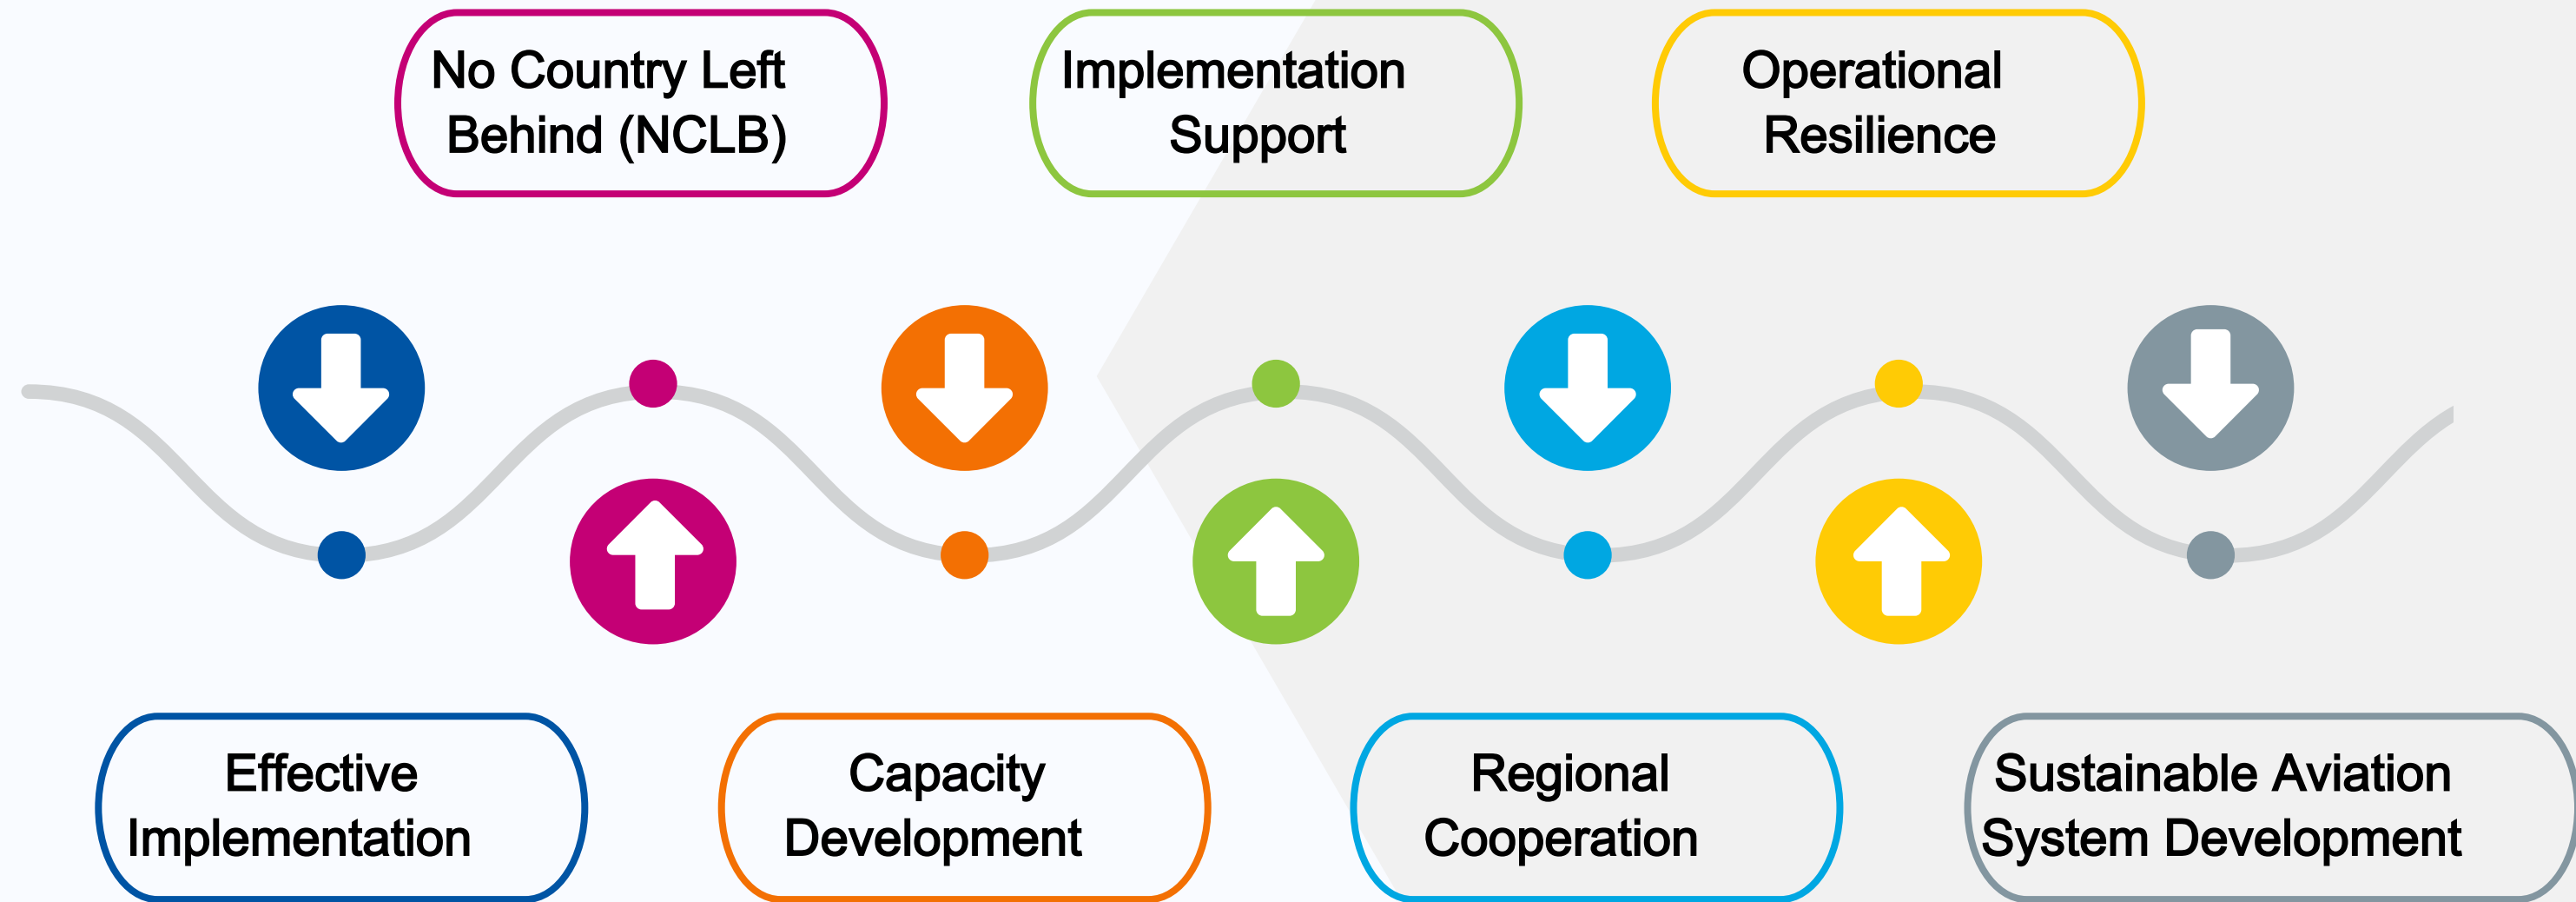 No Country Left
Behind (NCLB)
Implementation
Support
Operational
Resilience
Effective
Implementation
Capacity
Development
Regional
Cooperation
Sustainable Aviation
System Development